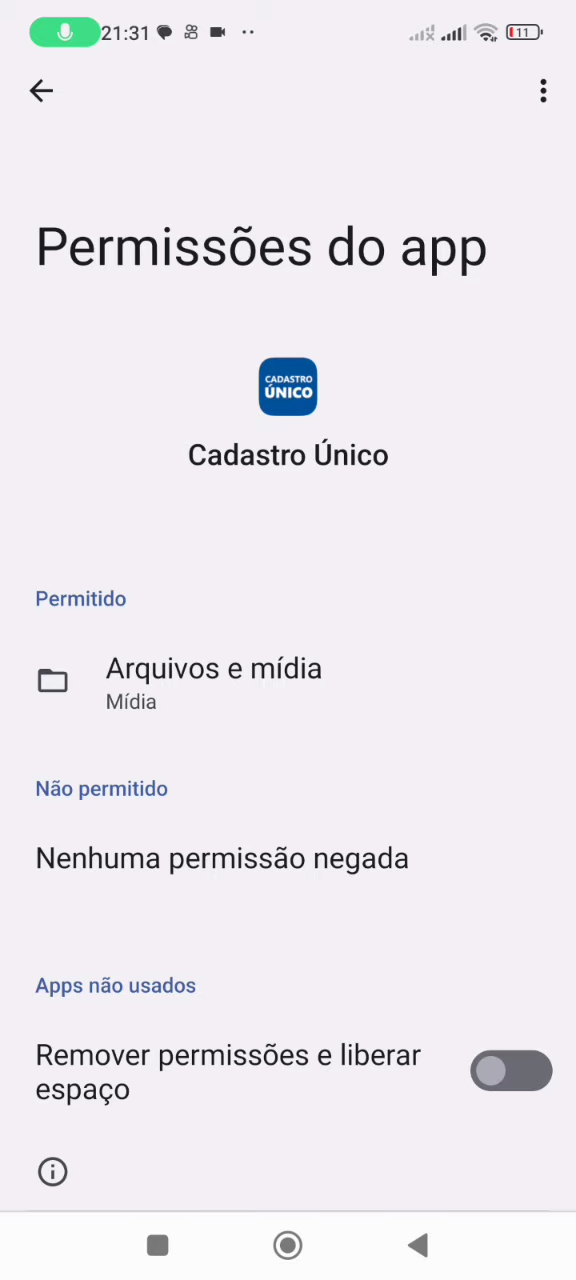 21:31
11
Permissões do app
CADASTRO
ÚNICO
Cadastro Único
Permitido
Arquivos e mídia
Mídia
Não permitido
Nenhuma permissão negada
Apps não usados
Remover permissões e liberar
espaço